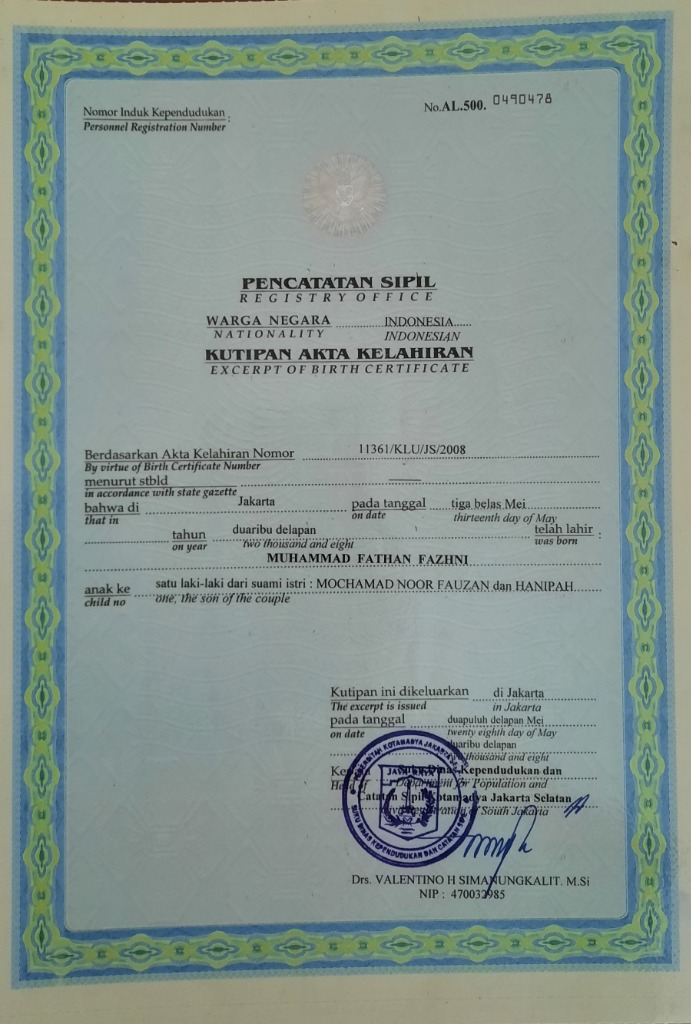 Nomor Induk Kependudukan :
Personnel Registration Number
No.AL.500. 0490478
PENCATATAN SIPIL
REGISTRY OFFICE
WARGA NEGARA INDONESIA
NATIONALITY INDONESIAN
KUTIPAN AKTA KELAHIRAN
EXCERPT OF BIRTH CERTIFICATE
Berdasarkan Akta Kelahiran Nomor 11361/KLU/JS/2008
By virtue of Birth Certificate Number
menurut stbld
in accordance with state gazette
bahwa di Jakarta pada tanggal tiga belas Mei
that in on date thirteenth day of May
tahun duaribu delapan telah lahir :
on year two thousand and eight was born
MUHAMMAD FATHAN FAZHNI
anak ke satu laki-laki dari suami istri : MOCHAMAD NOOR FAUZAN dan HANIPAH
child no one, the son of the couple
Kutipan ini dikeluarkan di Jakarta
The excerpt is issued in Jakarta
pada tanggal duapuluh delapan Mei
on date twenty eighth day of May
duaribu delapan
thousand and eight
Suku Dinas Kependudukan dan
Department for Population and
Catatan Sipil Kotamadya Jakarta Selatan
of South Jakarta
JAYA RAYA
SUKU DINAS KEPENDUDUKAN DAN CATATAN SIPIL
Drs. VALENTINO H SIMANUNGKALIT. M.Si
NIP : 470032985